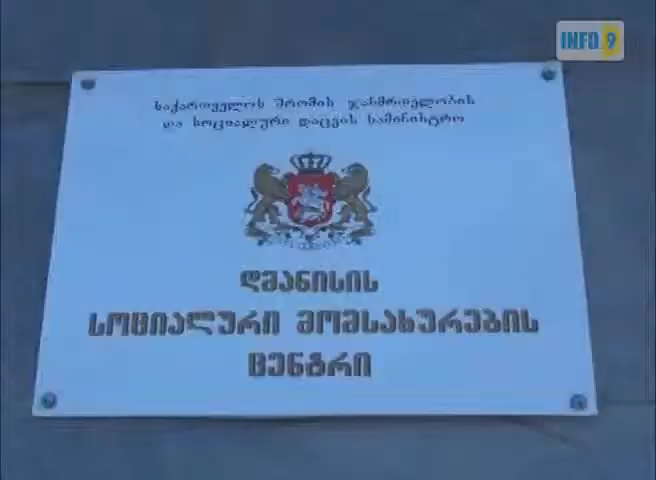 INFO 9
საქართველოს შრომის ჯანმრთელობის
და სოციალური დაცვის სამინისტრო
დმანისის
სოციალური მომსახურების
ცენტრი